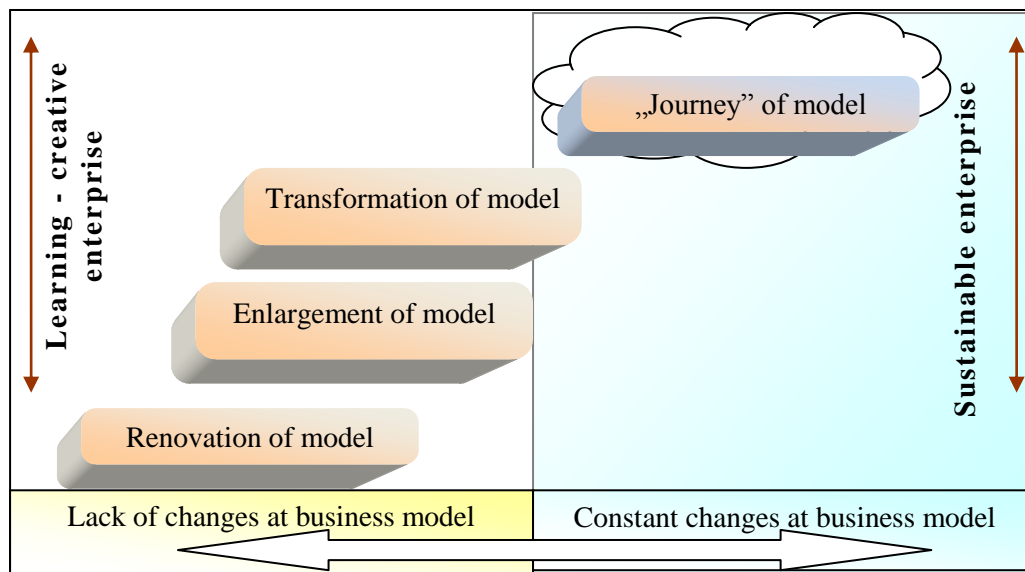 Learning - creative
enterprise
„Journey” of model
Transformation of model
Enlargement of model
Renovation of model
Sustainable enterprise
Lack of changes at business model
Constant changes at business model